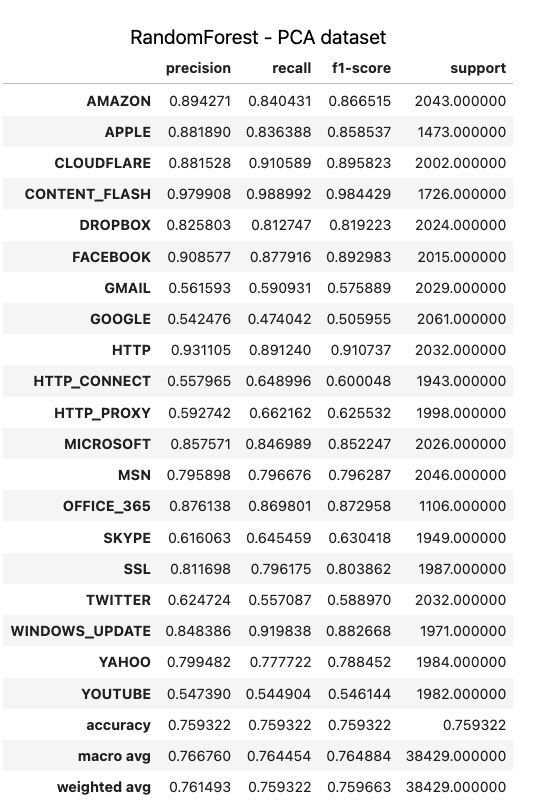 RandomForest - PCA dataset
precision recall f1-score support
AMAZON 0.894271 0.840431 0.866515 2043.000000
APPLE 0.881890 0.836388 0.858537 1473.000000
CLOUDFLARE 0.881528 0.910589 0.895823 2002.000000
CONTENT_FLASH 0.979908 0.988992 0.984429 1726.000000
DROPBOX 0.825803 0.812747 0.819223 2024.000000
FACEBOOK 0.908577 0.877916 0.892983 2015.000000
GMAIL 0.561593 0.590931 0.575889 2029.000000
GOOGLE 0.542476 0.474042 0.505955 2061.000000
HTTP 0.931105 0.891240 0.910737 2032.000000
HTTP_CONNECT 0.557965 0.648996 0.600048 1943.000000
HTTP_PROXY 0.592742 0.662162 0.625532 1998.000000
MICROSOFT 0.857571 0.846989 0.852247 2026.000000
MSN 0.795898 0.796676 0.796287 2046.000000
OFFICE_365 0.876138 0.869801 0.872958 1106.000000
SKYPE 0.616063 0.645459 0.630418 1949.000000
SSL 0.811698 0.796175 0.803862 1987.000000
TWITTER 0.624724 0.557087 0.588970 2032.000000
WINDOWS_UPDATE 0.848386 0.919838 0.882668 1971.000000
YAHOO 0.799482 0.777722 0.788452 1984.000000
YOUTUBE 0.547390 0.544904 0.546144 1982.000000
accuracy 0.759322 0.759322 0.759322 0.759322
macro avg 0.766760 0.764454 0.764884 38429.000000
weighted avg 0.761493 0.759322 0.759663 38429.000000